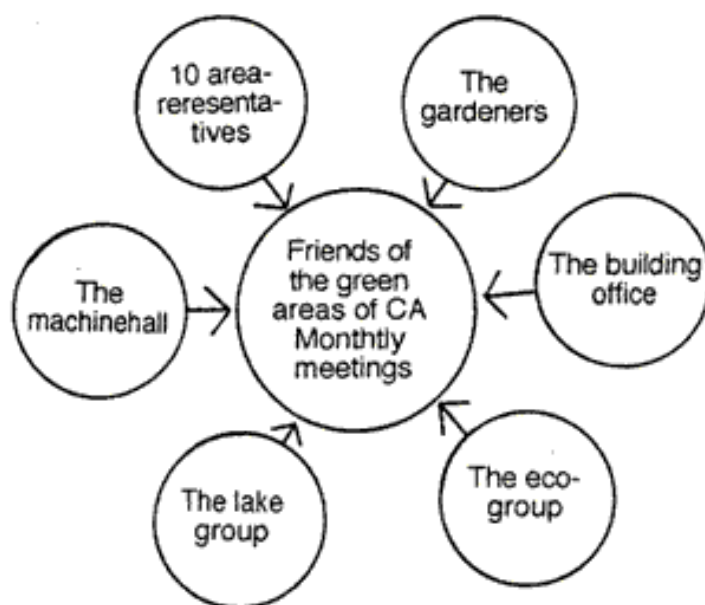 10 area-
reresenta-
tives
The
gardeners
Friends of
the green
areas of CA
Monthtly
meetings
The building
office
The
machinehall
The lake
group
The eco-
group